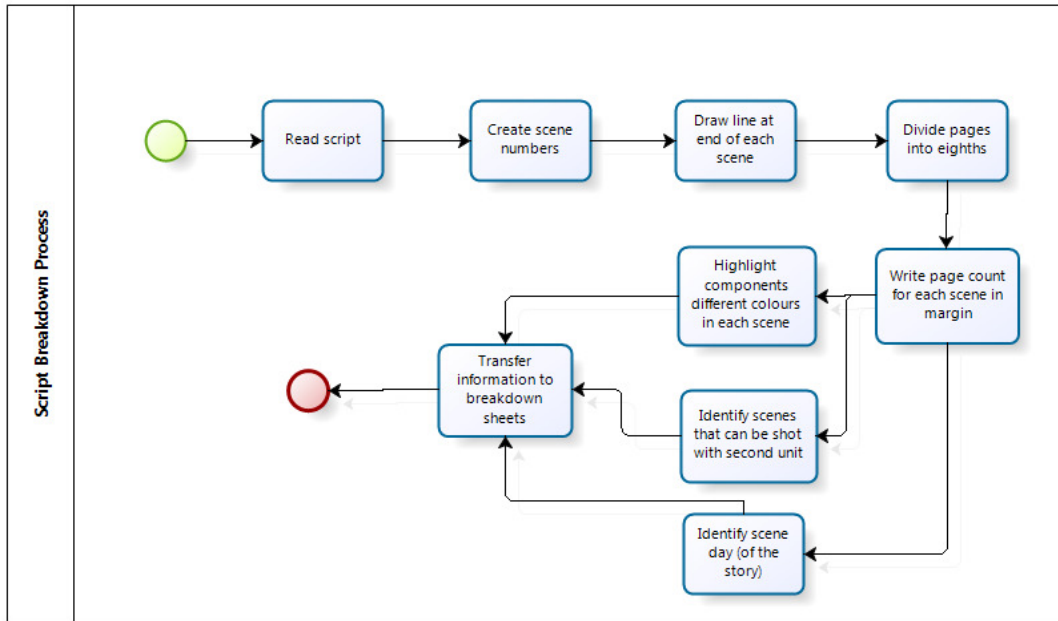 Script Breakdown Process
Read script
Create scene
numbers
Draw line at
end of each
scene
Divide pages
into eighths
Write page count
for each scene in
margin
Highlight
components
different colours
in each scene
Identify scenes
that can be shot
with second unit
Identify scene
day (of the
story)
Transfer
information to
breakdown
sheets